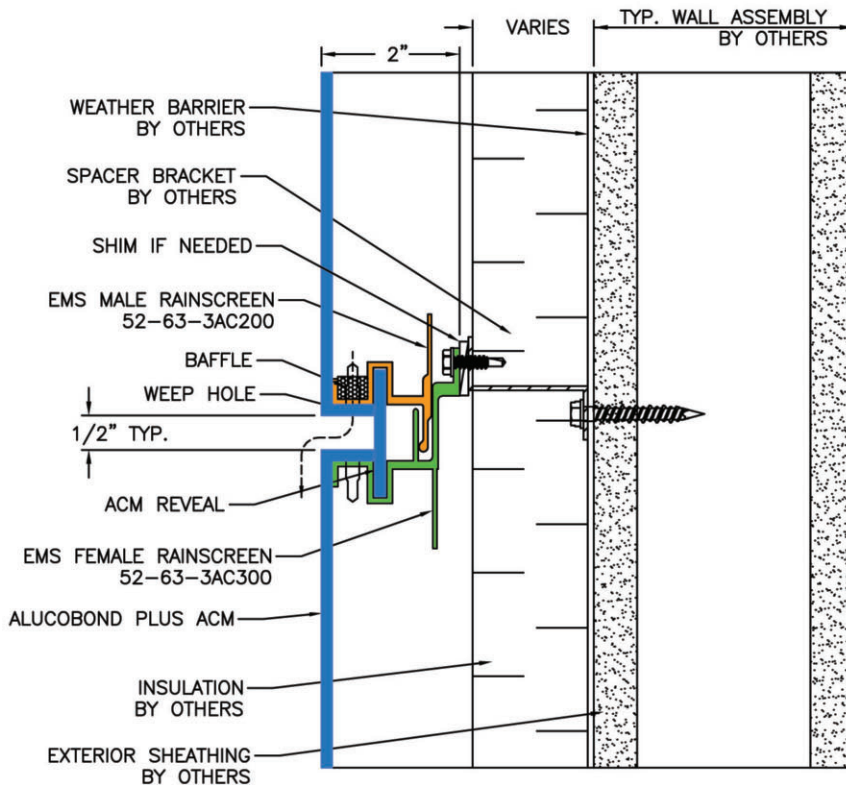 VARIES
TYP. WALL ASSEMBLY
BY OTHERS
2"
WEATHER BARRIER
BY OTHERS
SPACER BRACKET
BY OTHERS
SHIM IF NEEDED
EMS MALE RAINSCREEN
52-63-3AC200
BAFFLE
WEEP HOLE
1/2" TYP.
ACM REVEAL
EMS FEMALE RAINSCREEN
52-63-3AC300
ALUCOBOND PLUS ACM
INSULATION
BY OTHERS
EXTERIOR SHEATHING
BY OTHERS